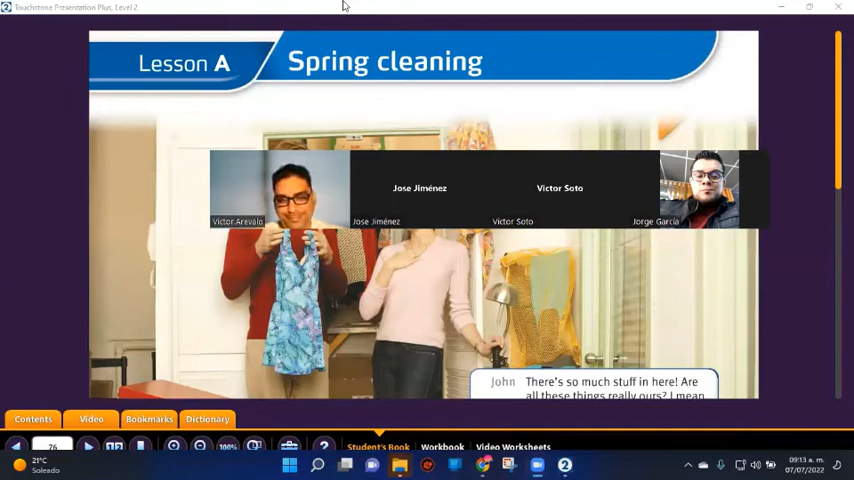 Touchstone Presentation Plus, Level 2
Lesson A
Spring cleaning
Jose Jiménez
Victor Soto
Victor Arevalo
Jose Jiménez
Victor Soto
Jorge García
John There's so much stuff in here! Are
all these things really ours? I mean
Contents
Video
Bookmarks
Dictionary
76
100%
Student's Book
Workbook
Video Worksheets
21°C
Soleado
09:13 a. m.
07/07/2022